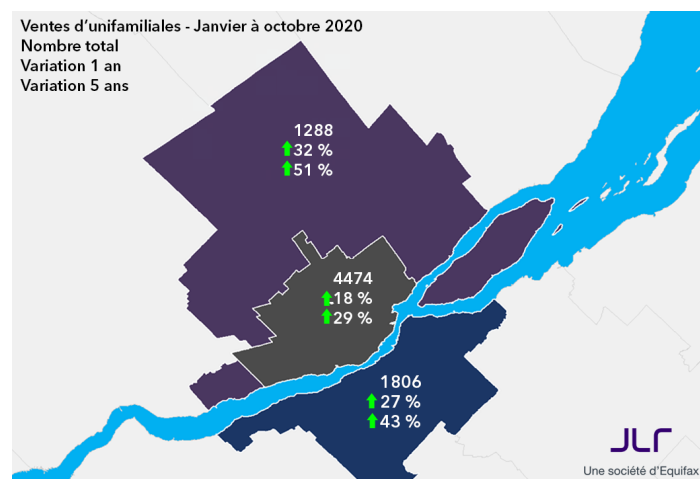 Ventes d’unifamiliales - Janvier à octobre 2020
Nombre total
Variation 1 an
Variation 5 ans
1288
32 %
51 %
4474
18 %
29 %
1806
27 %
43 %
JLR
Une société d’Equifax